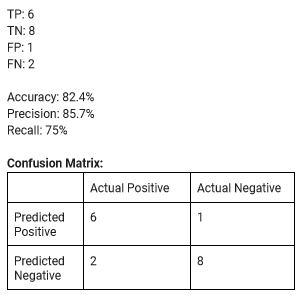 TP: 6
TN: 8
FP: 1
FN: 2
Accuracy: 82.4%
Precision: 85.7%
Recall: 75%
Confusion Matrix:
Actual Positive Actual Negative
Predicted Positive 6 1
Predicted Negative 2 8